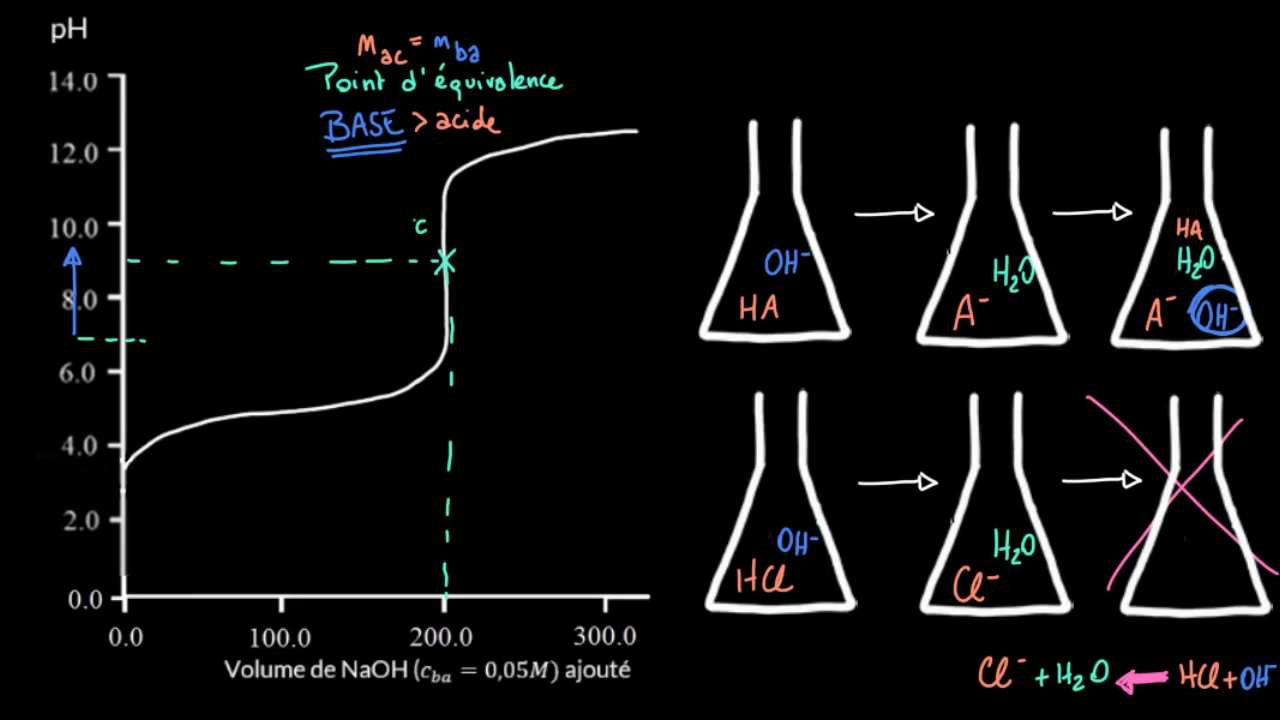 pH
M ac = m ba
Point d'équivalence
BASE > acide
14.0
12.0
10.0
8.0
6.0
4.0
2.0
0.0
c
0.0 100.0 200.0 300.0
Volume de NaOH (c_ba = 0,05M) ajouté
OH⁻
HA
H₂O
A⁻
HA
H₂O
A⁻ OH⁻
OH⁻
HCl
H₂O
Cl⁻
Cl⁻ + H₂O ← HCl + OH⁻